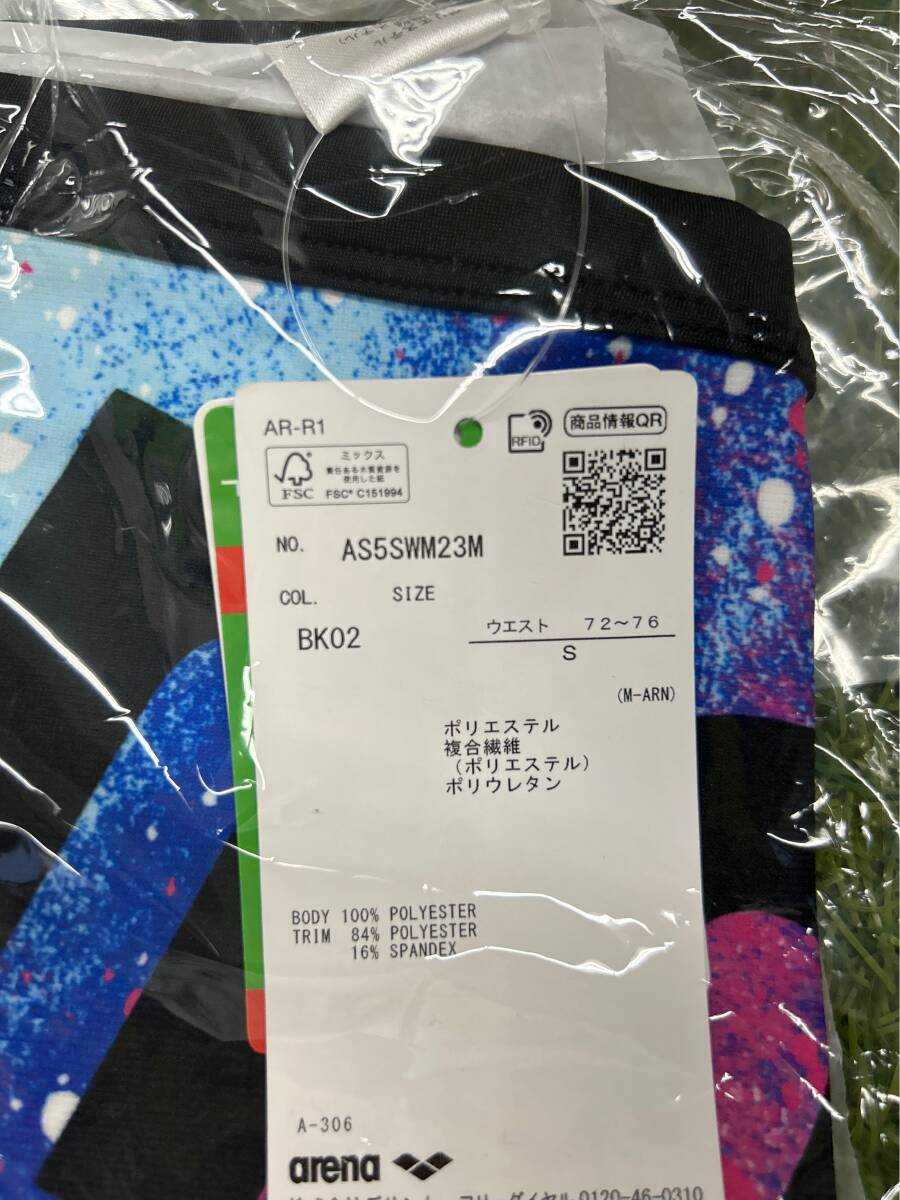 AR-R1
RFID
商品情報QR
ミックス
責任ある木質資源を
使用した紙
FSC
FSC® C151994
NO. AS5SWM23M
COL. SIZE
BK02
ウエスト 72～76
S
(M-ARN)
ポリエステル
複合繊維
(ポリエステル)
ポリウレタン
BODY 100% POLYESTER
TRIM 84% POLYESTER
16% SPANDEX
A-306
arena
0120-46-0310